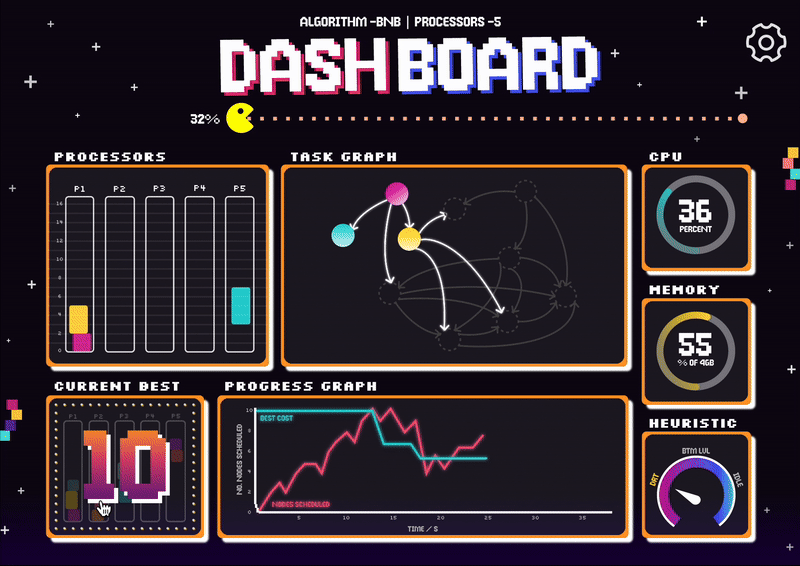 ALGORITHM -BNB | PROCESSORS -5
DASHBOARD
32%
PROCESSORS
P1 P2 P3 P4 P5
16
14
12
10
8
6
4
2
0
TASK GRAPH
CPU
36
PERCENT
MEMORY
55
% OF 4GB
CURRENT BEST
P1 P2 P3 P4 P5
10
PROGRESS GRAPH
NO. NODES SCHEDULED
10
8
6
4
2
0
BEST COST
NODES SCHEDULED
5 10 15 20 25 30 35
TIME / S
HEURISTIC
DRT
BTM LVL
IDLE